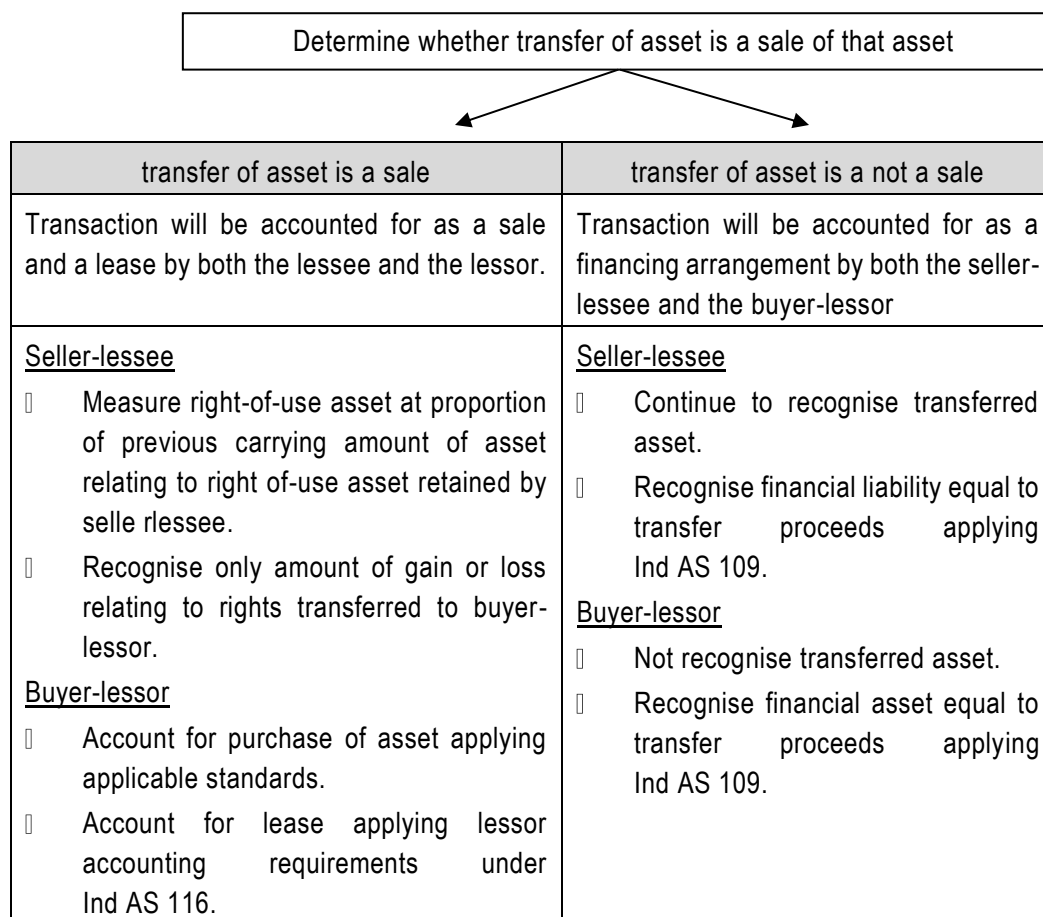 Determine whether transfer of asset is a sale of that asset
transfer of asset is a sale
transfer of asset is a not a sale
Transaction will be accounted for as a sale
and a lease by both the lessee and the lessor.
Transaction will be accounted for as a
financing arrangement by both the seller-
lessee and the buyer-lessor
Seller-lessee
Measure right-of-use asset at proportion
of previous carrying amount of asset
relating to right of-use asset retained by
selle rlessee.
Recognise only amount of gain or loss
relating to rights transferred to buyer-
lessor.
Buyer-lessor
Account for purchase of asset applying
applicable standards.
Account for lease applying lessor
accounting requirements under
Ind AS 116.
Seller-lessee
Continue to recognise transferred
asset.
Recognise financial liability equal to
transfer proceeds applying
Ind AS 109.
Buyer-lessor
Not recognise transferred asset.
Recognise financial asset equal to
transfer proceeds applying
Ind AS 109.